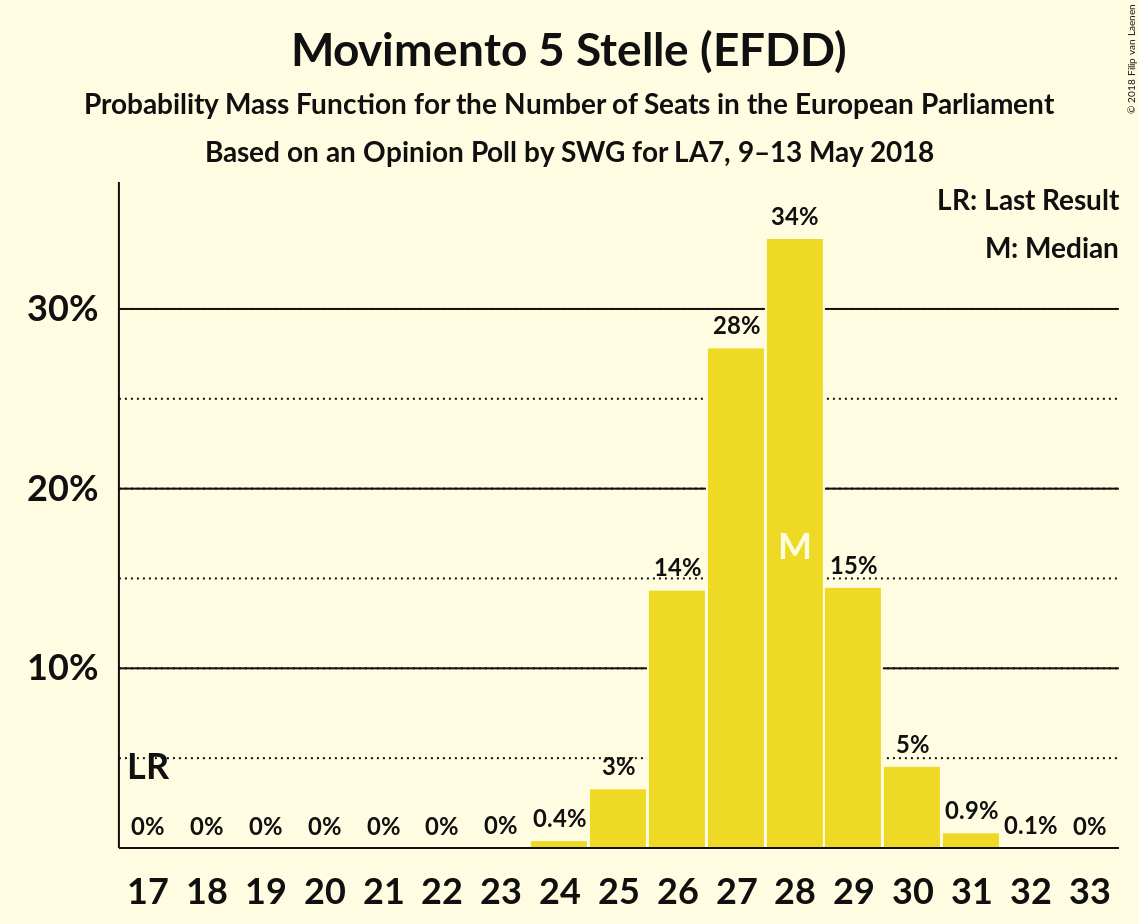 Movimento 5 Stelle (EFDD)
Probability Mass Function for the Number of Seats in the European Parliament
Based on an Opinion Poll by SWG for LA7, 9–13 May 2018
© 2018 Filip van Laenen
LR: Last Result
M: Median
34%
30%
28%
20%
M
14%
15%
10%
LR
5%
3%
0%
0%
0%
0%
0%
0%
0%
0.4%
0.9%
0.1%
0%
17 18 19 20 21 22 23 24 25 26 27 28 29 30 31 32 33